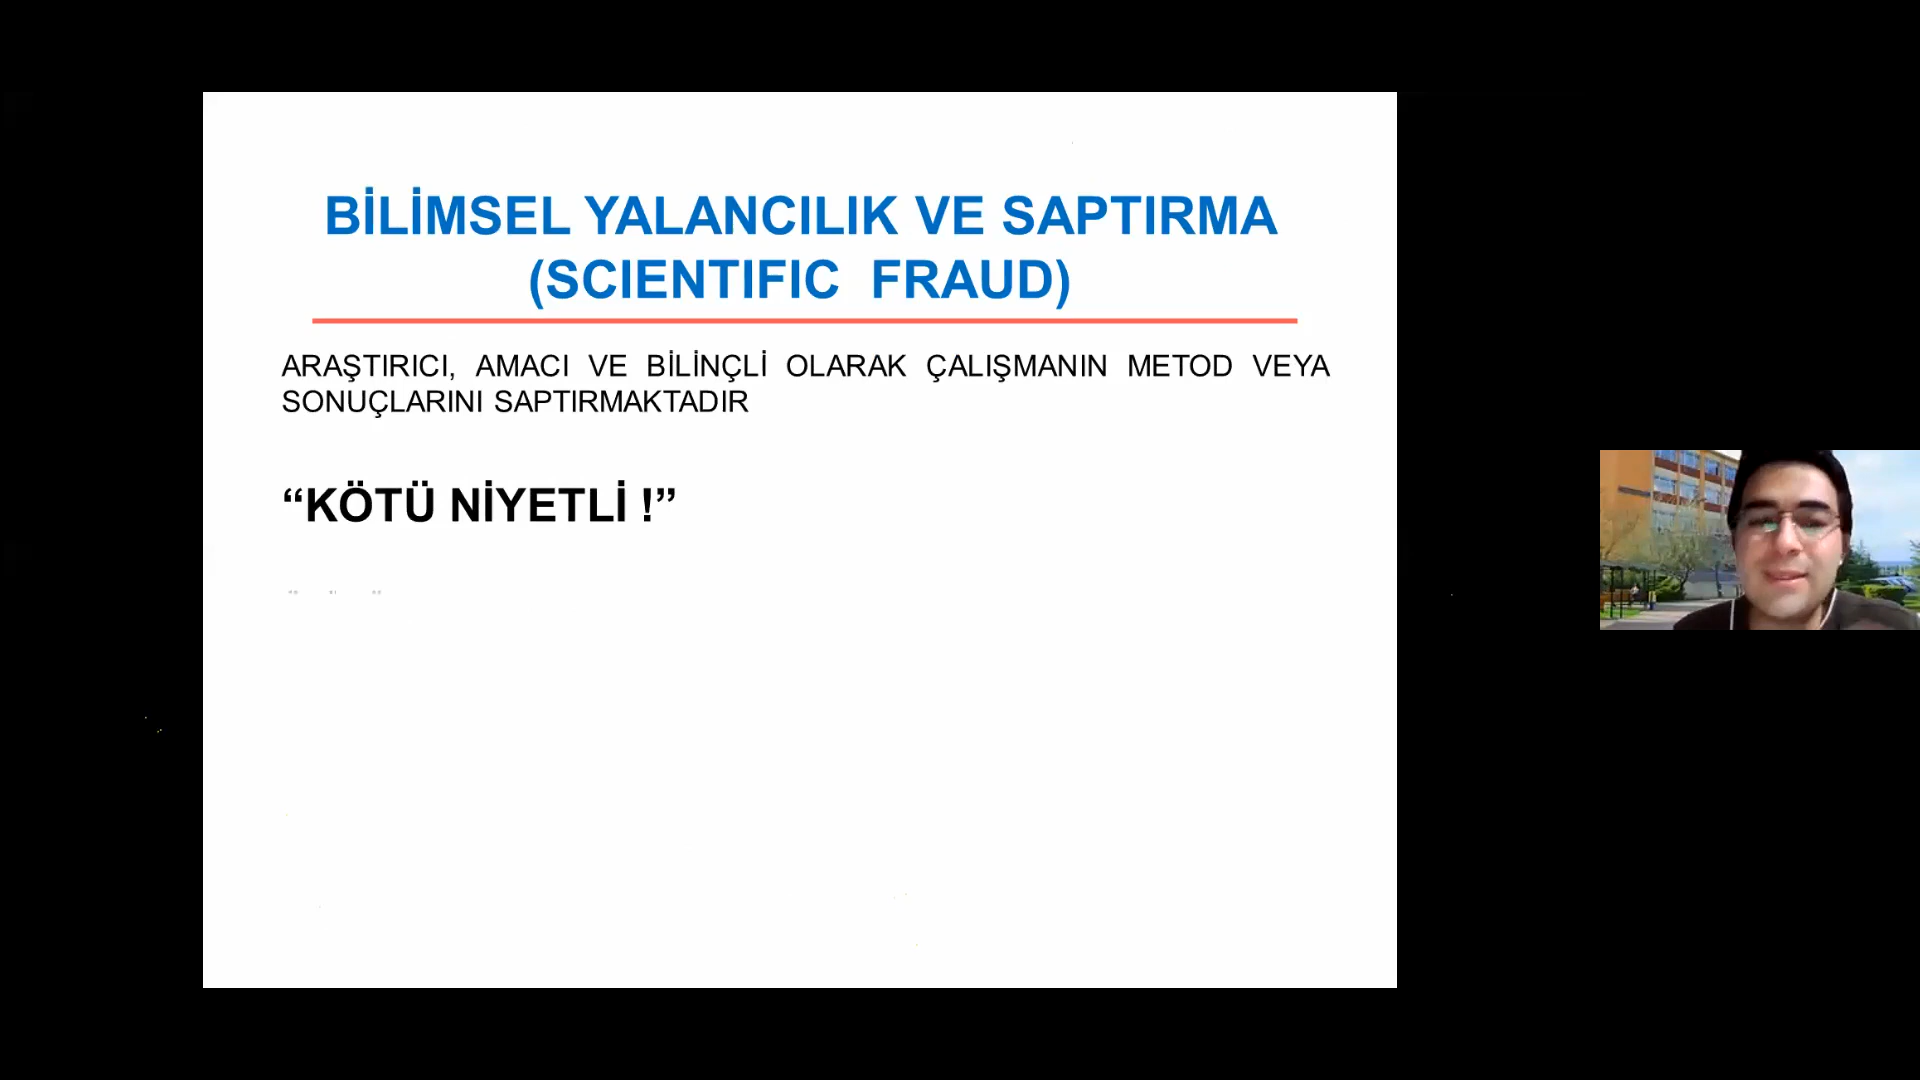 BİLİMSEL YALANCILIK VE SAPTIRMA
(SCIENTIFIC FRAUD)
ARAŞTIRICI, AMACI VE BİLİNÇLİ OLARAK ÇALIŞMANIN METOD VEYA
SONUÇLARINI SAPTIRMAKTADIR
“KÖTÜ NİYETLİ !”